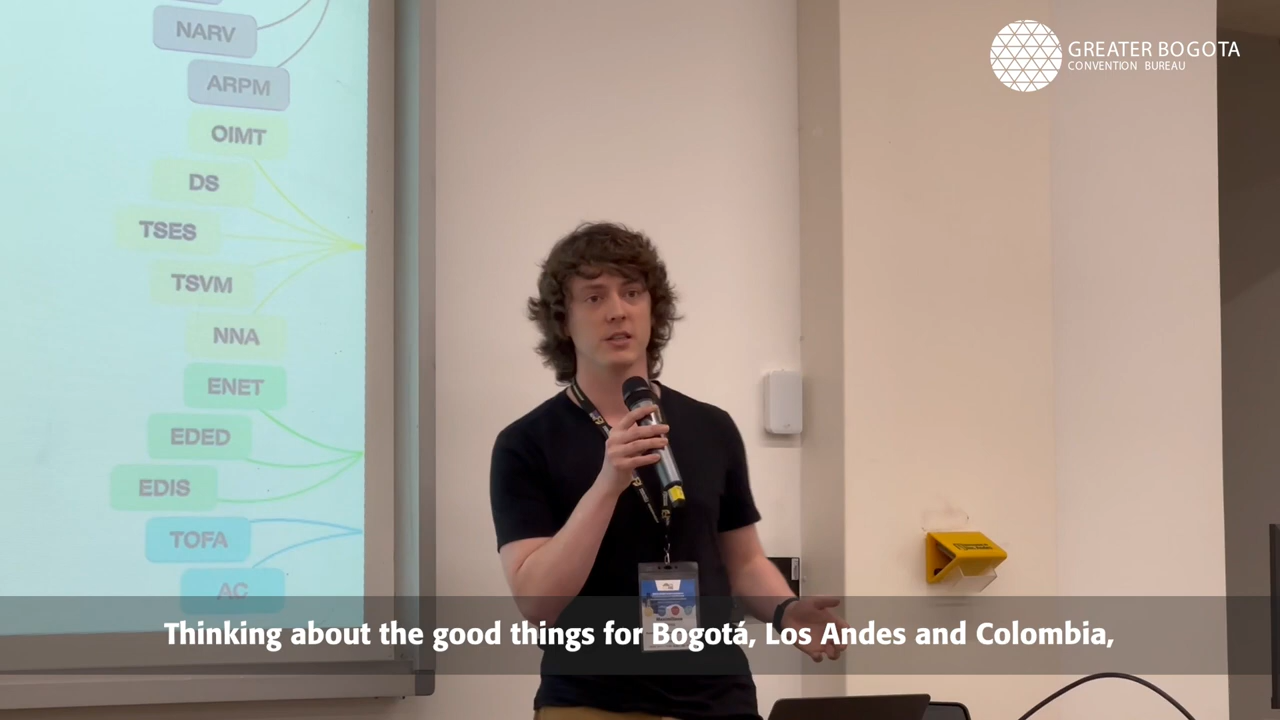 NARV
ARPM
OIMT
DS
TSES
TSVM
NNA
ENET
EDED
EDIS
TOFA
AC
GREATER BOGOTA
CONVENTION BUREAU
Thinking about the good things for Bogotá, Los Andes and Colombia,